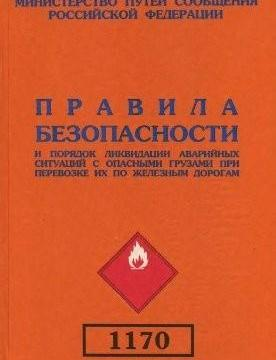 МИНИСТЕРСТВО ПУТЕЙ СООБЩЕНИЯ
РОССИЙСКОЙ ФЕДЕРАЦИИ
ПРАВИЛА
БЕЗОПАСНОСТИ
И ПОРЯДОК ЛИКВИДАЦИИ АВАРИЙНЫХ
СИТУАЦИЙ С ОПАСНЫМИ ГРУЗАМИ ПРИ
ПЕРЕВОЗКЕ ИХ ПО ЖЕЛЕЗНЫМ ДОРОГАМ
1170